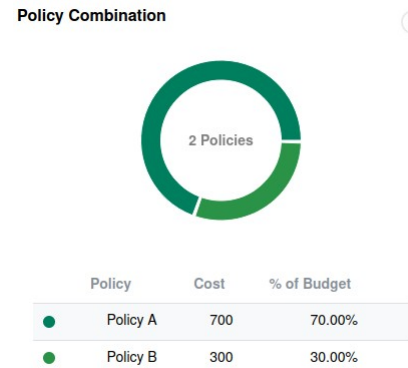 Policy Combination
2 Policies
Policy Cost % of Budget
Policy A 700 70.00%
Policy B 300 30.00%